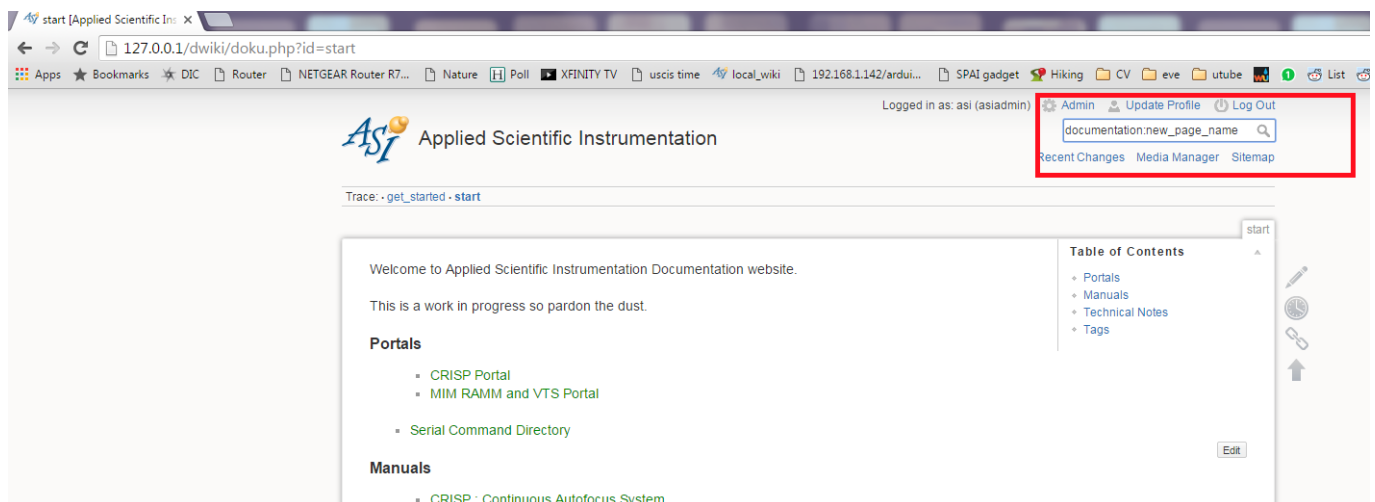 start [Applied Scientific Ins
127.0.0.1/dwiki/doku.php?id=start
Apps Bookmarks DIC Router NETGEAR Router R7... Nature H Poll XFINITY TV uscis time local_wiki 192.168.1.142/ardui... SPAI gadget Hiking CV eve utube 1 List
Logged in as: asi (asiadmin) Admin Update Profile Log Out
ASI Applied Scientific Instrumentation
documentation:new_page_name
Recent Changes Media Manager Sitemap
Trace: • get_started • start
start
Table of Contents
Portals
Manuals
Technical Notes
Tags
Welcome to Applied Scientific Instrumentation Documentation website.
This is a work in progress so pardon the dust.
Portals
CRISP Portal
MIM RAMM and VTS Portal
Serial Command Directory
Edit
Manuals
CRISP : Continuous Autofocus System